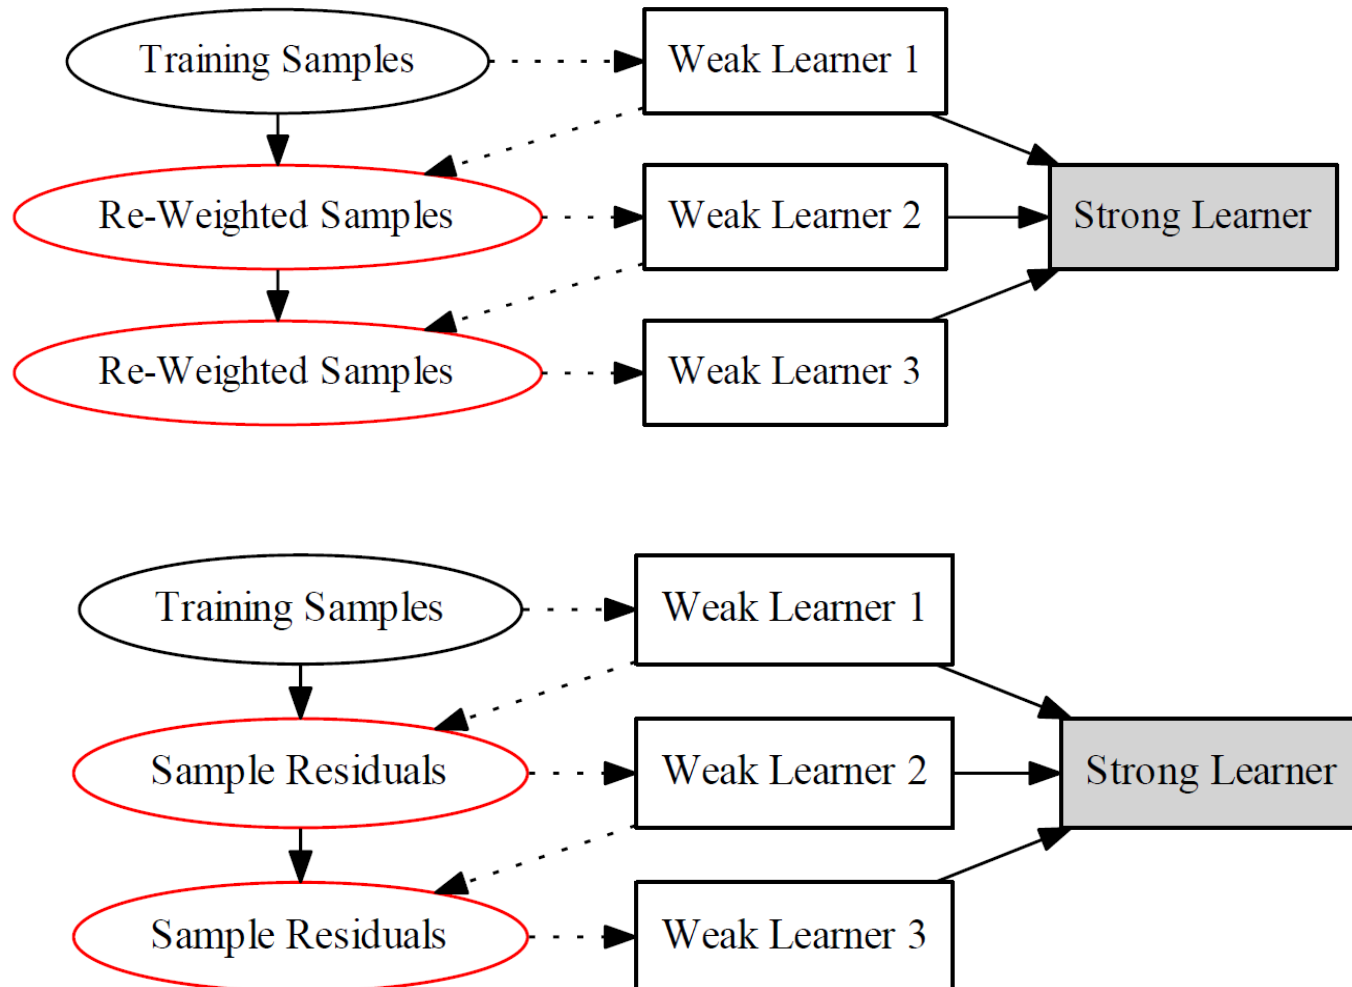 Training Samples
Weak Learner 1
Re-Weighted Samples
Weak Learner 2
Strong Learner
Re-Weighted Samples
Weak Learner 3
Training Samples
Weak Learner 1
Sample Residuals
Weak Learner 2
Strong Learner
Sample Residuals
Weak Learner 3